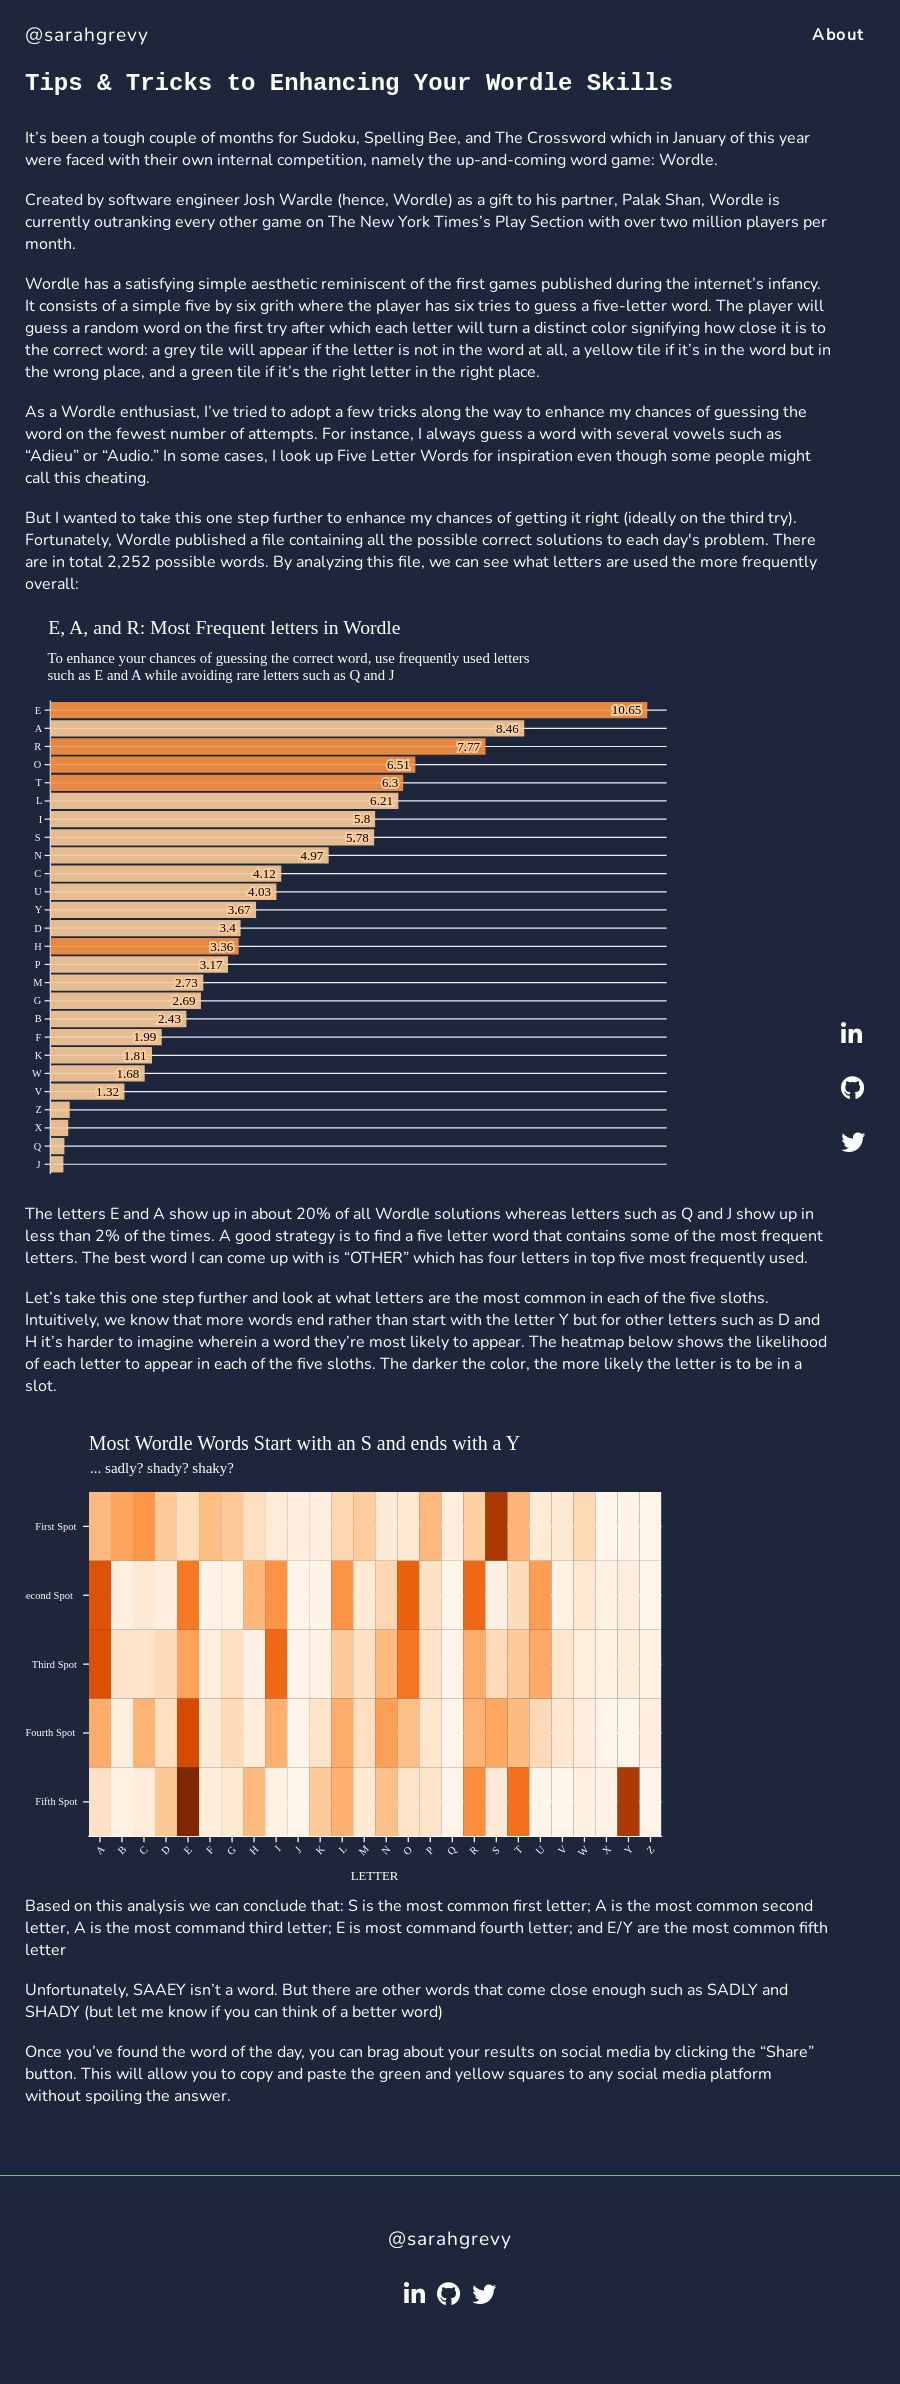 @sarahgrevy
About
Tips & Tricks to Enhancing Your Wordle Skills
It’s been a tough couple of months for Sudoku, Spelling Bee, and The Crossword which in January of this year
were faced with their own internal competition, namely the up-and-coming word game: Wordle.
Created by software engineer Josh Wardle (hence, Wordle) as a gift to his partner, Palak Shan, Wordle is
currently outranking every other game on The New York Times’s Play Section with over two million players per
month.
Wordle has a satisfying simple aesthetic reminiscent of the first games published during the internet’s infancy.
It consists of a simple five by six grith where the player has six tries to guess a five-letter word. The player will
guess a random word on the first try after which each letter will turn a distinct color signifying how close it is to
the correct word: a grey tile will appear if the letter is not in the word at all, a yellow tile if it’s in the word but in
the wrong place, and a green tile if it’s the right letter in the right place.
As a Wordle enthusiast, I’ve tried to adopt a few tricks along the way to enhance my chances of guessing the
word on the fewest number of attempts. For instance, I always guess a word with several vowels such as
“Adieu” or “Audio.” In some cases, I look up Five Letter Words for inspiration even though some people might
call this cheating.
But I wanted to take this one step further to enhance my chances of getting it right (ideally on the third try).
Fortunately, Wordle published a file containing all the possible correct solutions to each day's problem. There
are in total 2,252 possible words. By analyzing this file, we can see what letters are used the more frequently
overall:
E, A, and R: Most Frequent letters in Wordle
To enhance your chances of guessing the correct word, use frequently used letters
such as E and A while avoiding rare letters such as Q and J
E 10.65
A 8.46
R 7.77
O 6.51
T 6.3
L 6.21
I 5.8
S 5.78
N 4.97
C 4.12
U 4.03
Y 3.67
D 3.4
H 3.36
P 3.17
M 2.73
G 2.69
B 2.43
F 1.99
K 1.81
W 1.68
V 1.32
Z
X
Q
J
The letters E and A show up in about 20% of all Wordle solutions whereas letters such as Q and J show up in
less than 2% of the times. A good strategy is to find a five letter word that contains some of the most frequent
letters. The best word I can come up with is “OTHER” which has four letters in top five most frequently used.
Let’s take this one step further and look at what letters are the most common in each of the five sloths.
Intuitively, we know that more words end rather than start with the letter Y but for other letters such as D and
H it’s harder to imagine wherein a word they’re most likely to appear. The heatmap below shows the likelihood
of each letter to appear in each of the five sloths. The darker the color, the more likely the letter is to be in a
slot.
Most Wordle Words Start with an S and ends with a Y
... sadly? shady? shaky?
First Spot
econd Spot
Third Spot
Fourth Spot
Fifth Spot
A B C D E F G H I J K L M N O P Q R S T U V W X Y Z
LETTER
Based on this analysis we can conclude that: S is the most common first letter; A is the most common second
letter, A is the most command third letter; E is most command fourth letter; and E/Y are the most common fifth
letter
Unfortunately, SAAEY isn’t a word. But there are other words that come close enough such as SADLY and
SHADY (but let me know if you can think of a better word)
Once you’ve found the word of the day, you can brag about your results on social media by clicking the “Share”
button. This will allow you to copy and paste the green and yellow squares to any social media platform
without spoiling the answer.
@sarahgrevy